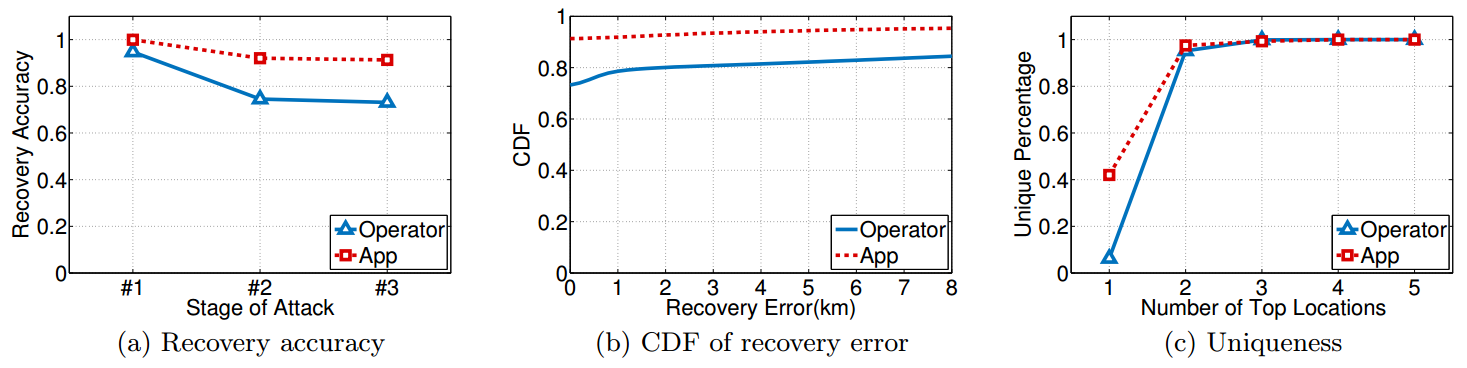 1
0.8
0.6
0.4
0.2
0
Recovery Accuracy
#1
#2
#3
Stage of Attack
Operator
App
(a) Recovery accuracy
1
0.8
0.6
0.4
0.2
0
CDF
0 1 2 3 4 5 6 7 8
Recovery Error(km)
Operator
App
(b) CDF of recovery error
1
0.8
0.6
0.4
0.2
0
Unique Percentage
1 2 3 4 5
Number of Top Locations
Operator
App
(c) Uniqueness